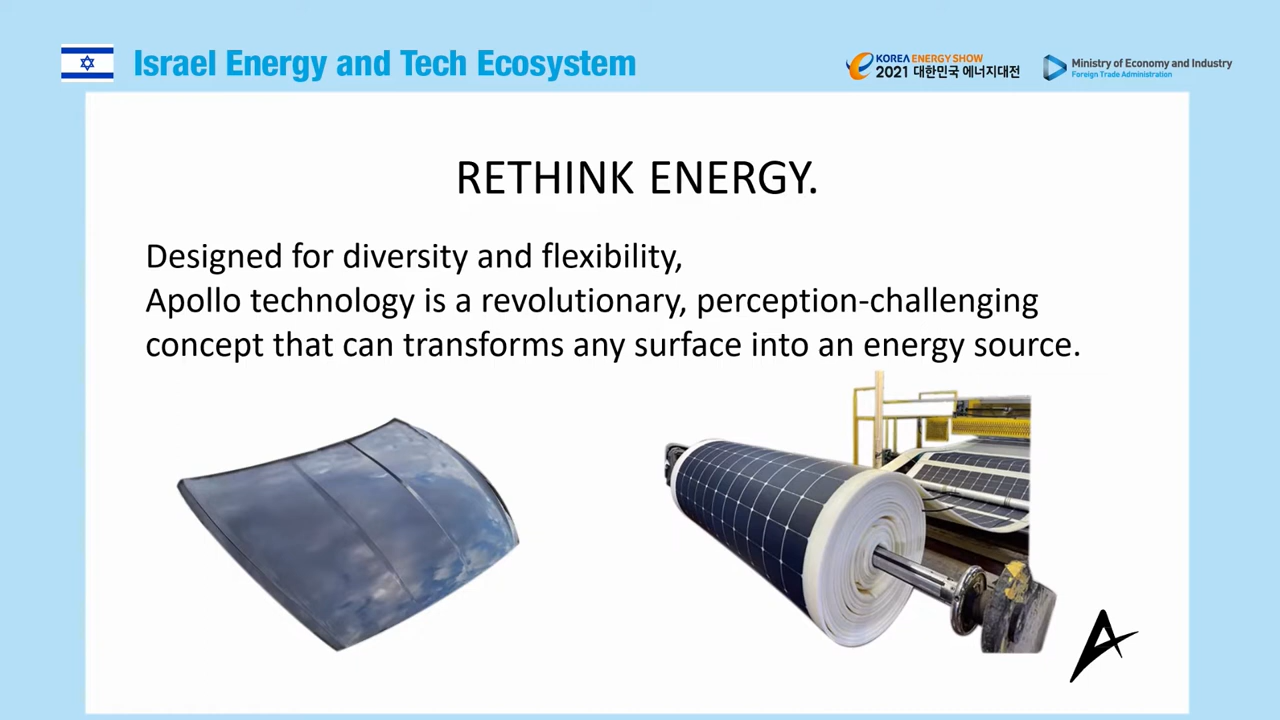 Israel Energy and Tech Ecosystem
KOREA ENERGY SHOW
2021 대한민국 에너지대전
Ministry of Economy and Industry
Foreign Trade Administration
RETHINK ENERGY.
Designed for diversity and flexibility,
Apollo technology is a revolutionary, perception-challenging
concept that can transforms any surface into an energy source.